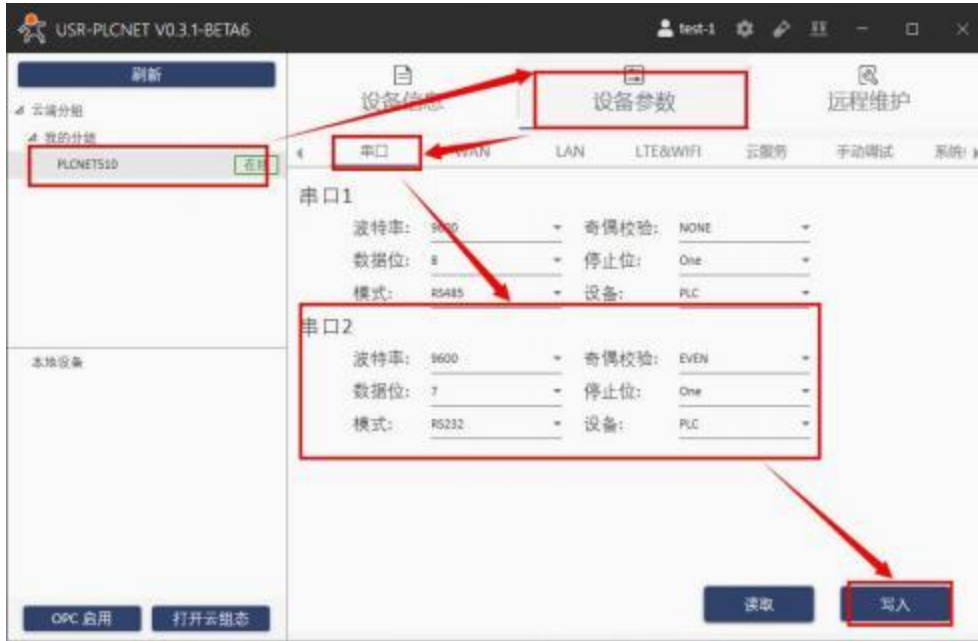 USR-PLCNET V0.3.1-BETA6
test-1
刷新
云端分组
我的分组
PLCNET510
在线
本地设备
OPC 启用
打开云组态
设备信息
设备参数
远程维护
串口
WAN
LAN
LTE&WIFI
云服务
手动调试
系统
串口1
波特率: 9600 奇偶校验: NONE
数据位: 8 停止位: One
模式: RS485 设备: PLC
串口2
波特率: 9600 奇偶校验: EVEN
数据位: 7 停止位: One
模式: RS232 设备: PLC
读取
写入